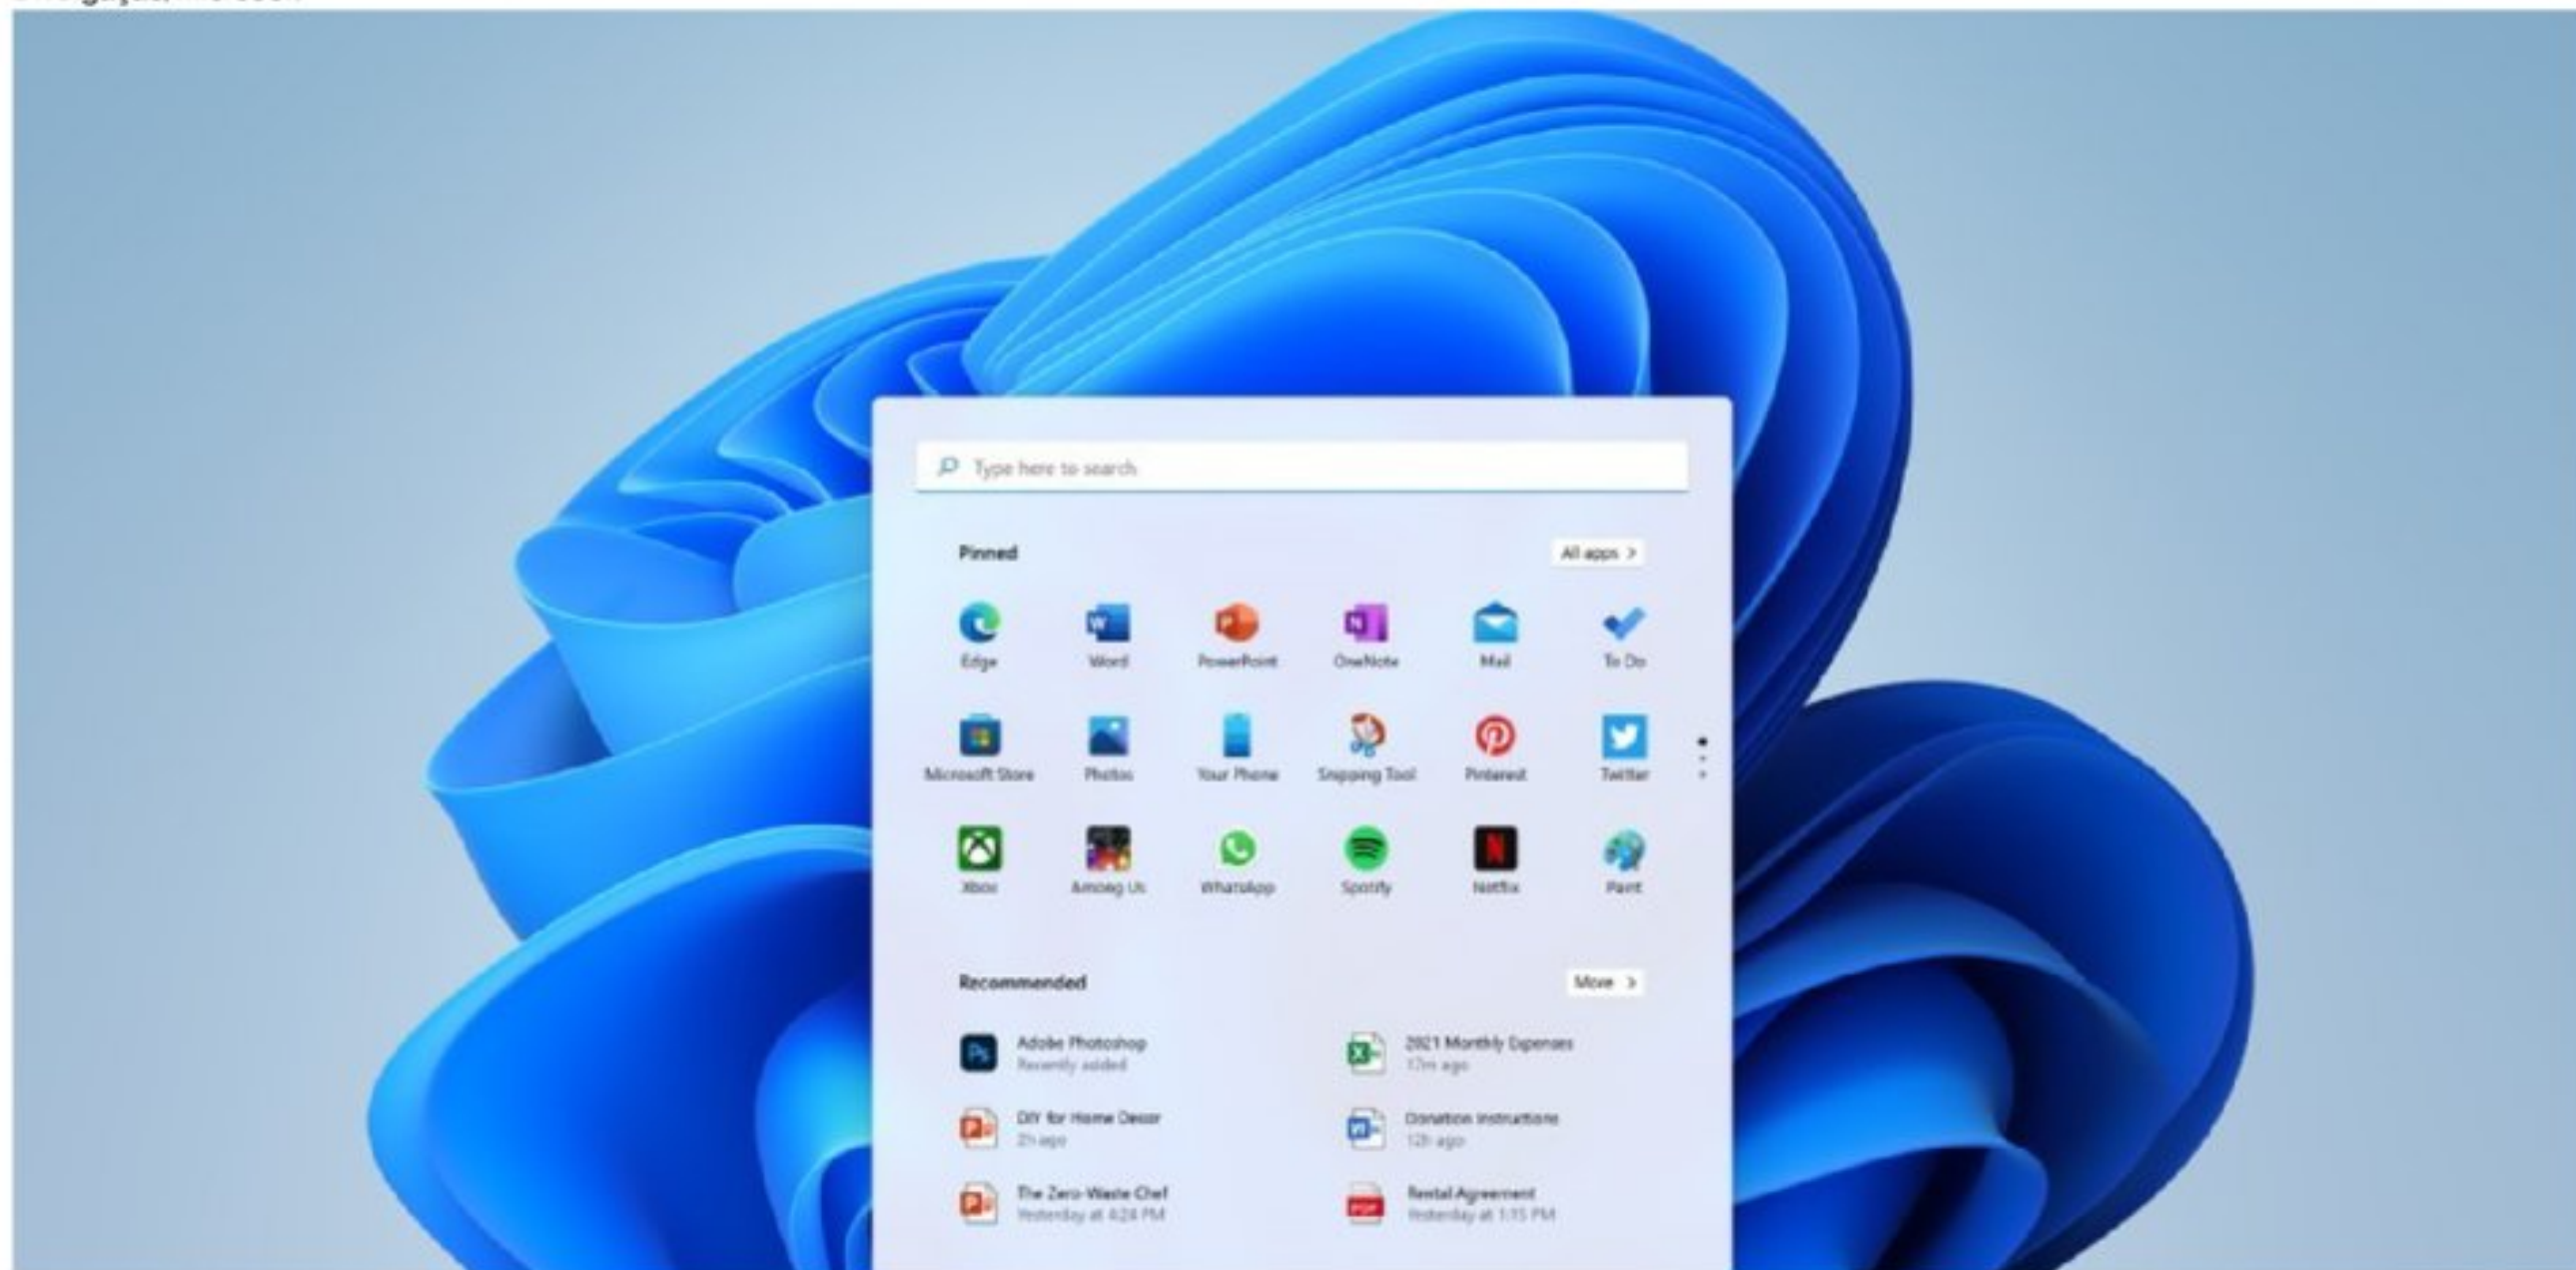 Type here to search
Pinned
All apps >
Edge
Word
PowerPoint
OneNote
Mail
To Do
Microsoft Store
Photos
Your Phone
Snipping Tool
Pinterest
Twitter
Xbox
Among Us
WhatsApp
Spotify
Netflix
Paint
Recommended
More >
Adobe Photoshop
Recently added
2021 Monthly Expenses
17m ago
DIY for Home Decor
2h ago
Donation Instructions
12h ago
The Zero-Waste Chef
Yesterday at 4:24 PM
Rental Agreement
Yesterday at 1:15 PM